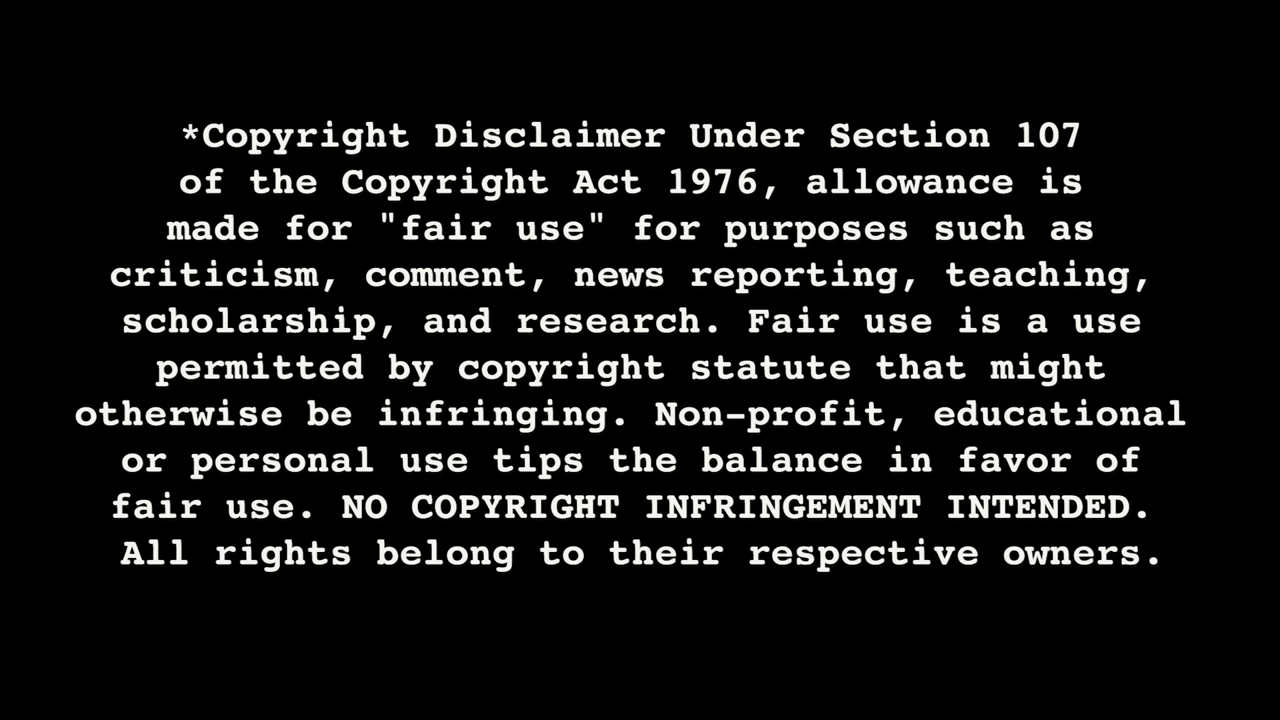 *Copyright Disclaimer Under Section 107
of the Copyright Act 1976, allowance is
made for "fair use" for purposes such as
criticism, comment, news reporting, teaching,
scholarship, and research. Fair use is a use
permitted by copyright statute that might
otherwise be infringing. Non-profit, educational
or personal use tips the balance in favor of
fair use. NO COPYRIGHT INFRINGEMENT INTENDED.
All rights belong to their respective owners.